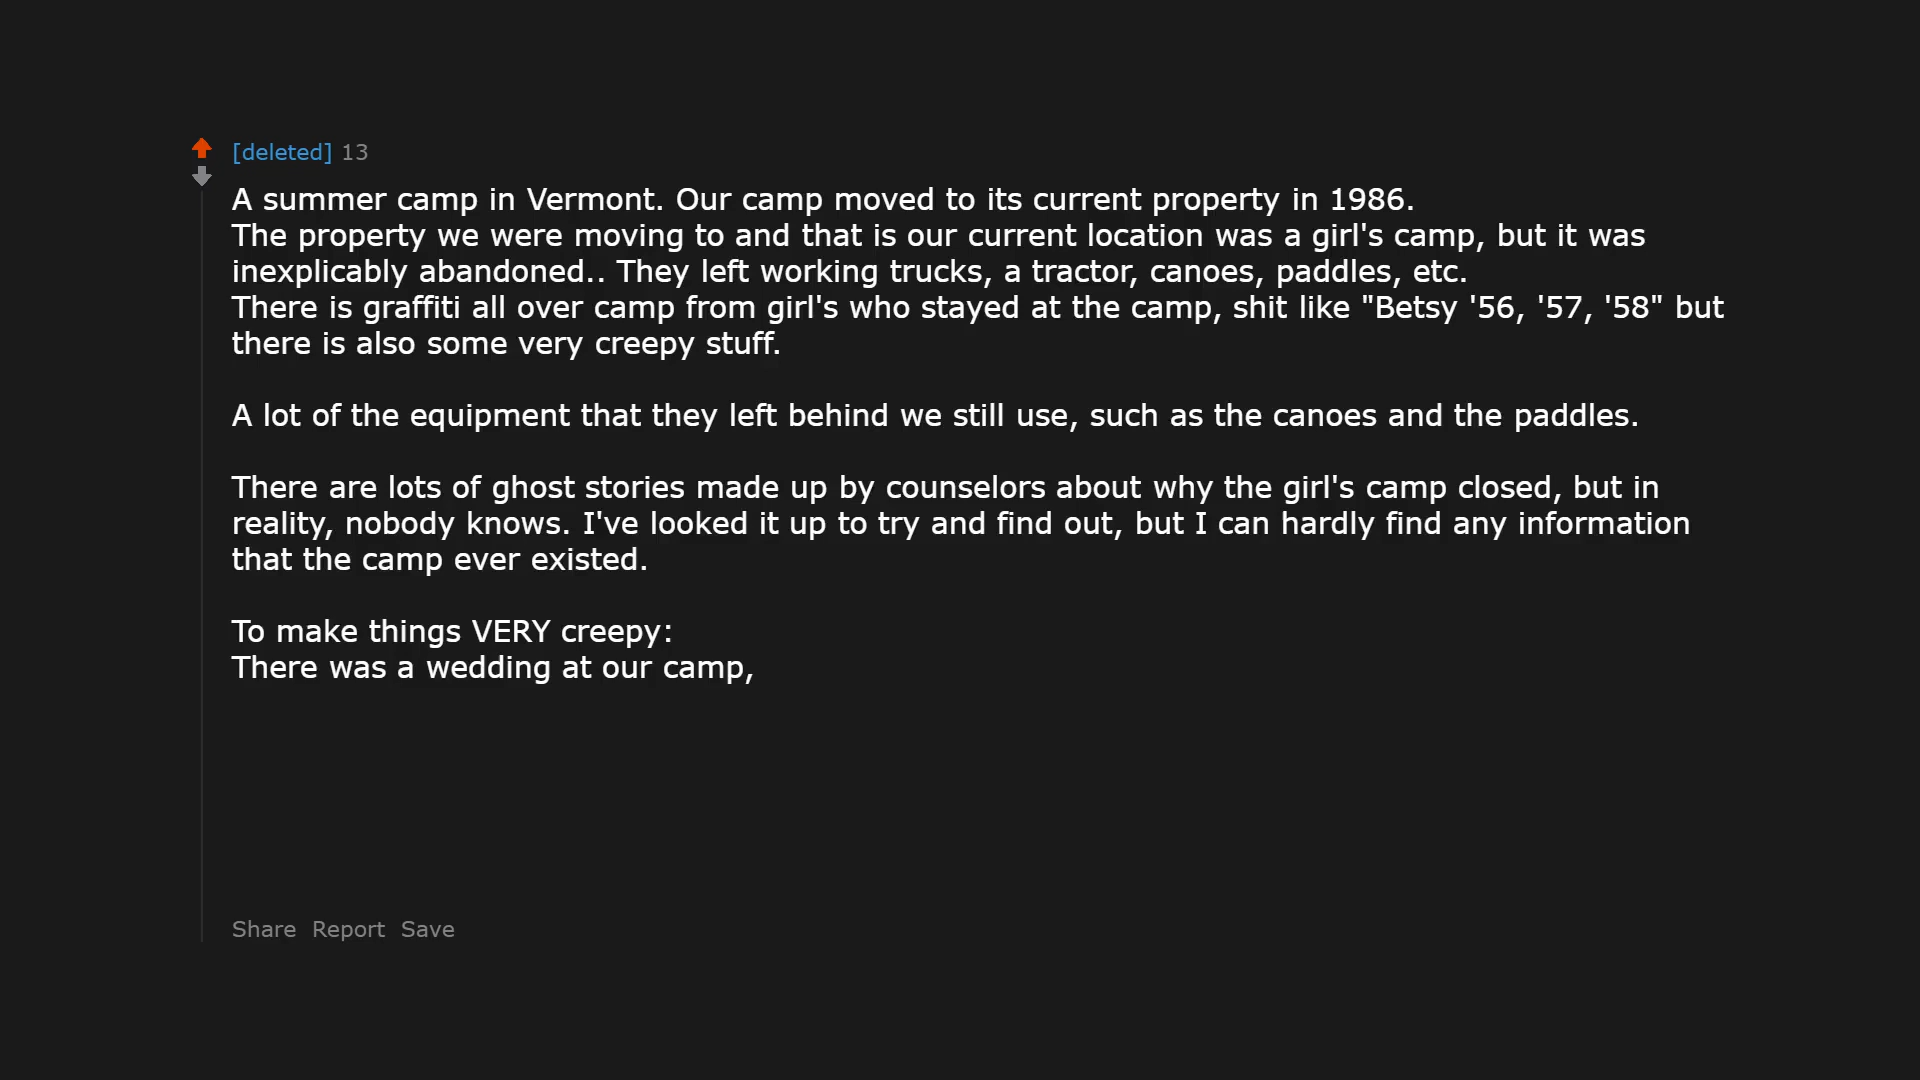 [deleted] 13
A summer camp in Vermont. Our camp moved to its current property in 1986.
The property we were moving to and that is our current location was a girl's camp, but it was
inexplicably abandoned.. They left working trucks, a tractor, canoes, paddles, etc.
There is graffiti all over camp from girl's who stayed at the camp, shit like "Betsy '56, '57, '58" but
there is also some very creepy stuff.
A lot of the equipment that they left behind we still use, such as the canoes and the paddles.
There are lots of ghost stories made up by counselors about why the girl's camp closed, but in
reality, nobody knows. I've looked it up to try and find out, but I can hardly find any information
that the camp ever existed.
To make things VERY creepy:
There was a wedding at our camp,
Share Report Save